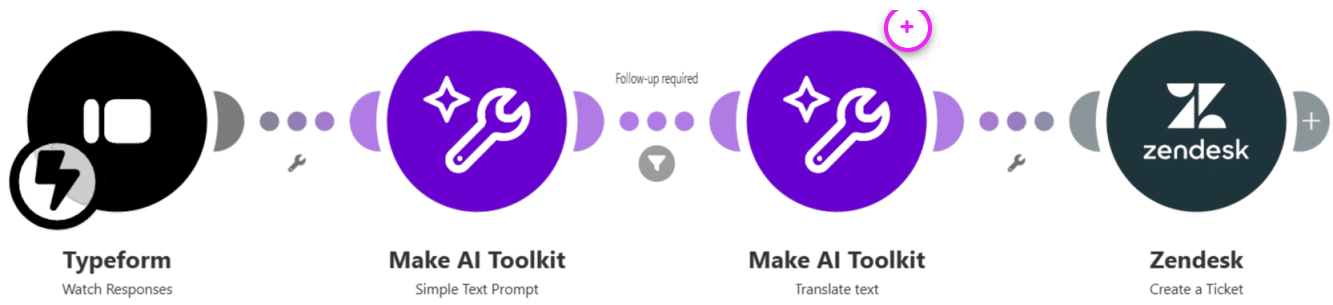 Follow-up required
zendesk
Typeform
Watch Responses
Make AI Toolkit
Simple Text Prompt
Make AI Toolkit
Translate text
Zendesk
Create a Ticket